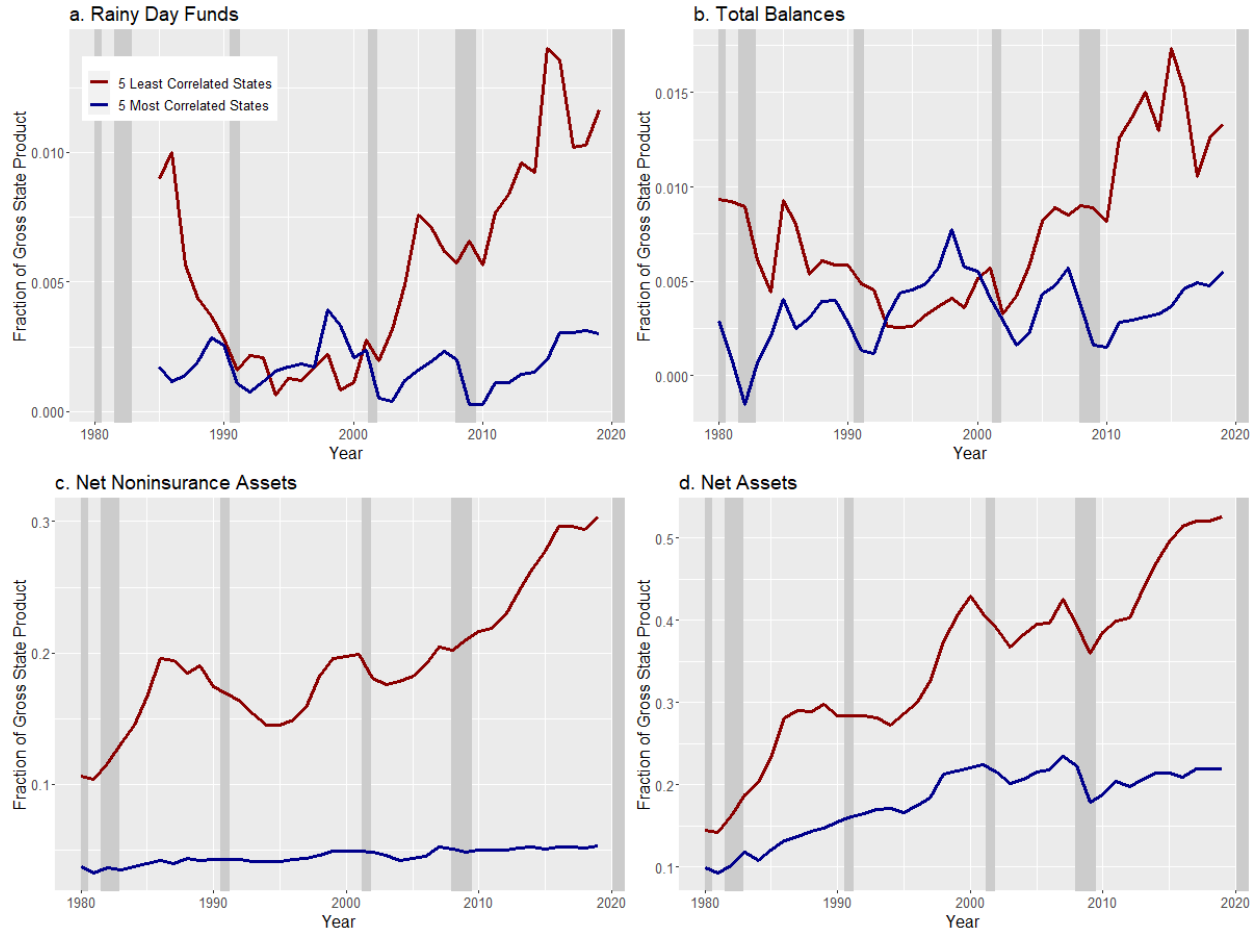 a. Rainy Day Funds
Fraction of Gross State Product
0.010
0.005
0.000
5 Least Correlated States
5 Most Correlated States
1980 1990 2000 2010 2020
Year
b. Total Balances
Fraction of Gross State Product
0.015
0.010
0.005
0.000
1980 1990 2000 2010 2020
Year
c. Net Noninsurance Assets
Fraction of Gross State Product
0.3
0.2
0.1
1980 1990 2000 2010 2020
Year
d. Net Assets
Fraction of Gross State Product
0.5
0.4
0.3
0.2
0.1
1980 1990 2000 2010 2020
Year